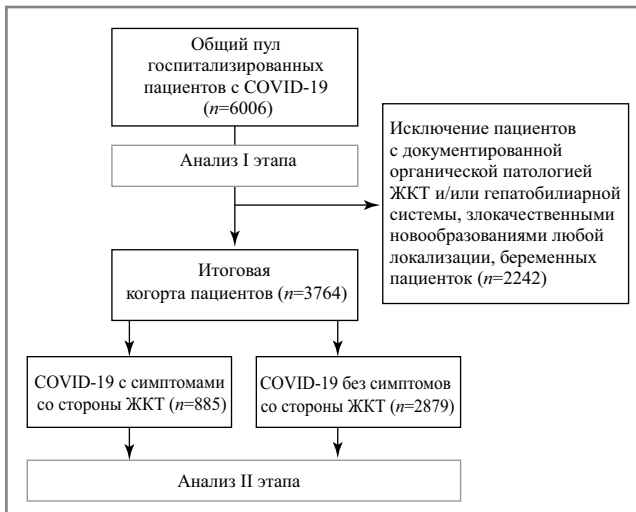 Общий пул
госпитализированных
пациентов с COVID-19
(n=6006)
Анализ I этапа
Исключение пациентов
с документированной
органической патологией
ЖКТ и/или гепатобилиарной
системы, злокачественными
новообразованиями любой
локализации, беременных
пациенток (n=2242)
Итоговая
когорта пациентов (n=3764)
COVID-19 с симптомами
со стороны ЖКТ (n=885)
COVID-19 без симптомов
со стороны ЖКТ (n=2879)
Анализ II этапа